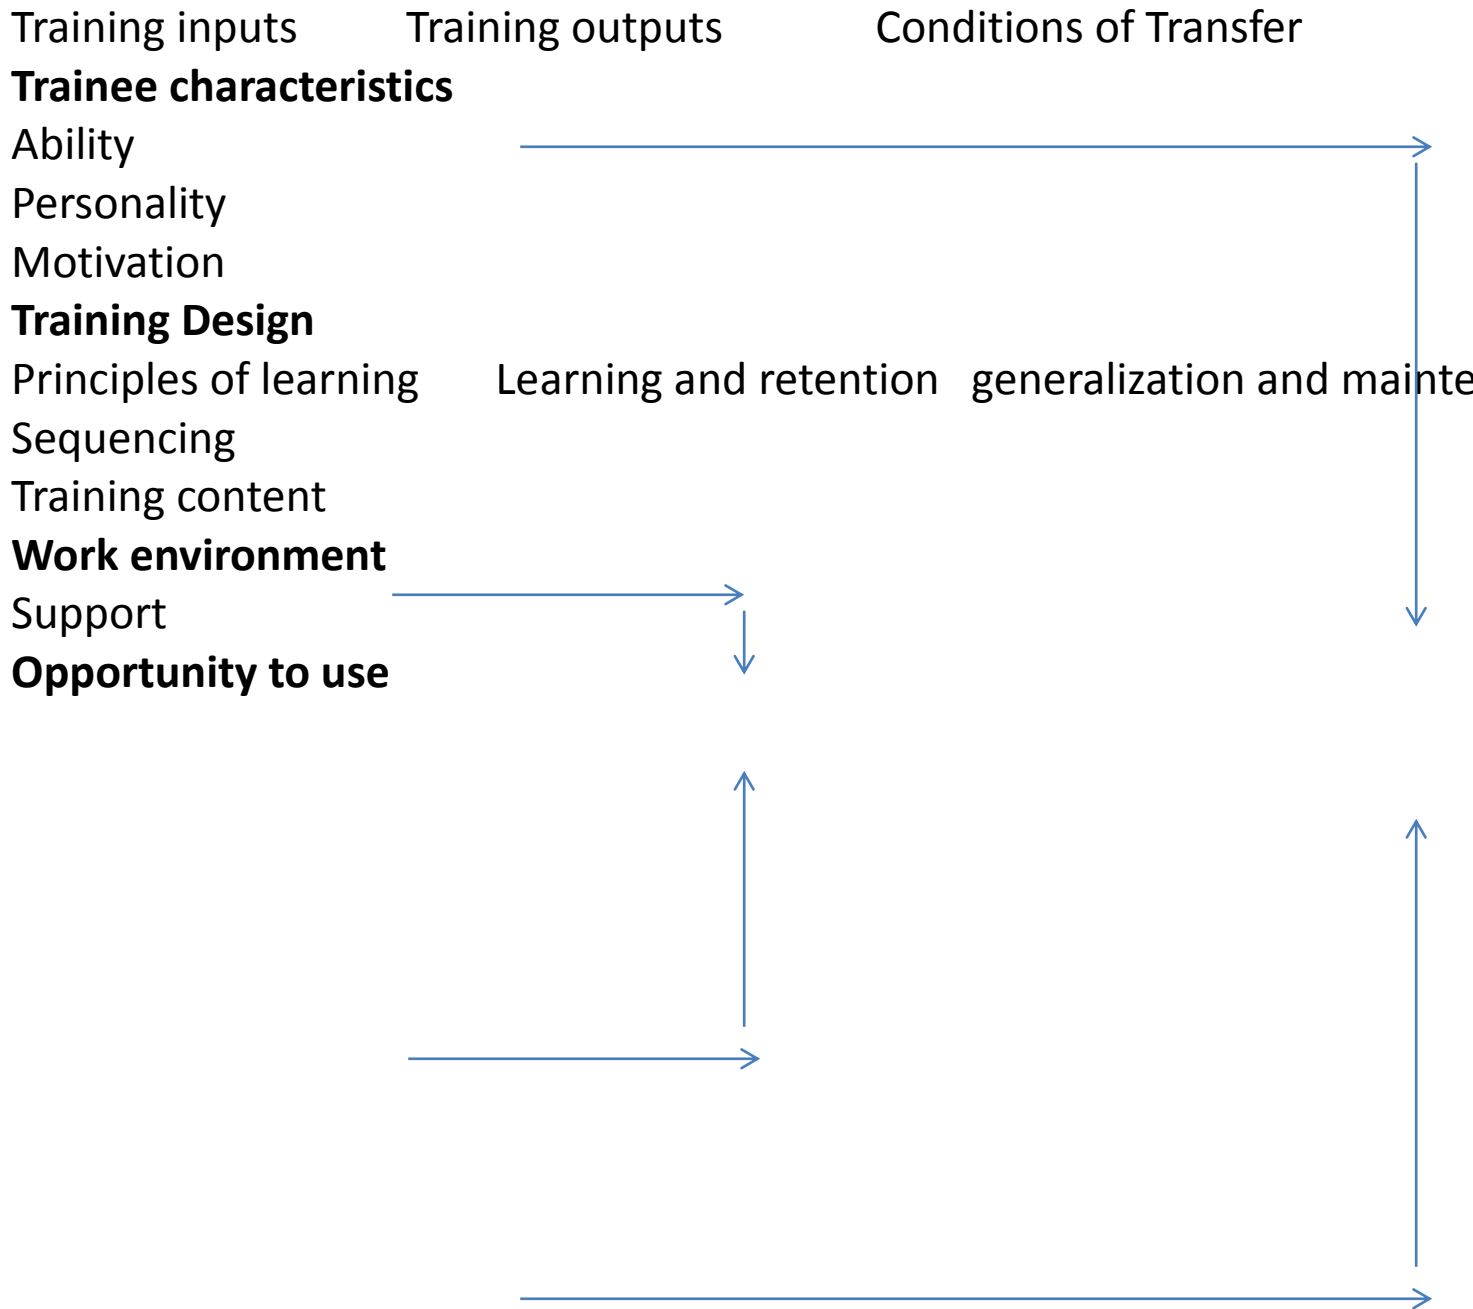 Training inputs Training outputs Conditions of Transfer
Trainee characteristics
Ability
Personality
Motivation
Training Design
Principles of learning Learning and retention generalization and mainte
Sequencing
Training content
Work environment
Support
Opportunity to use